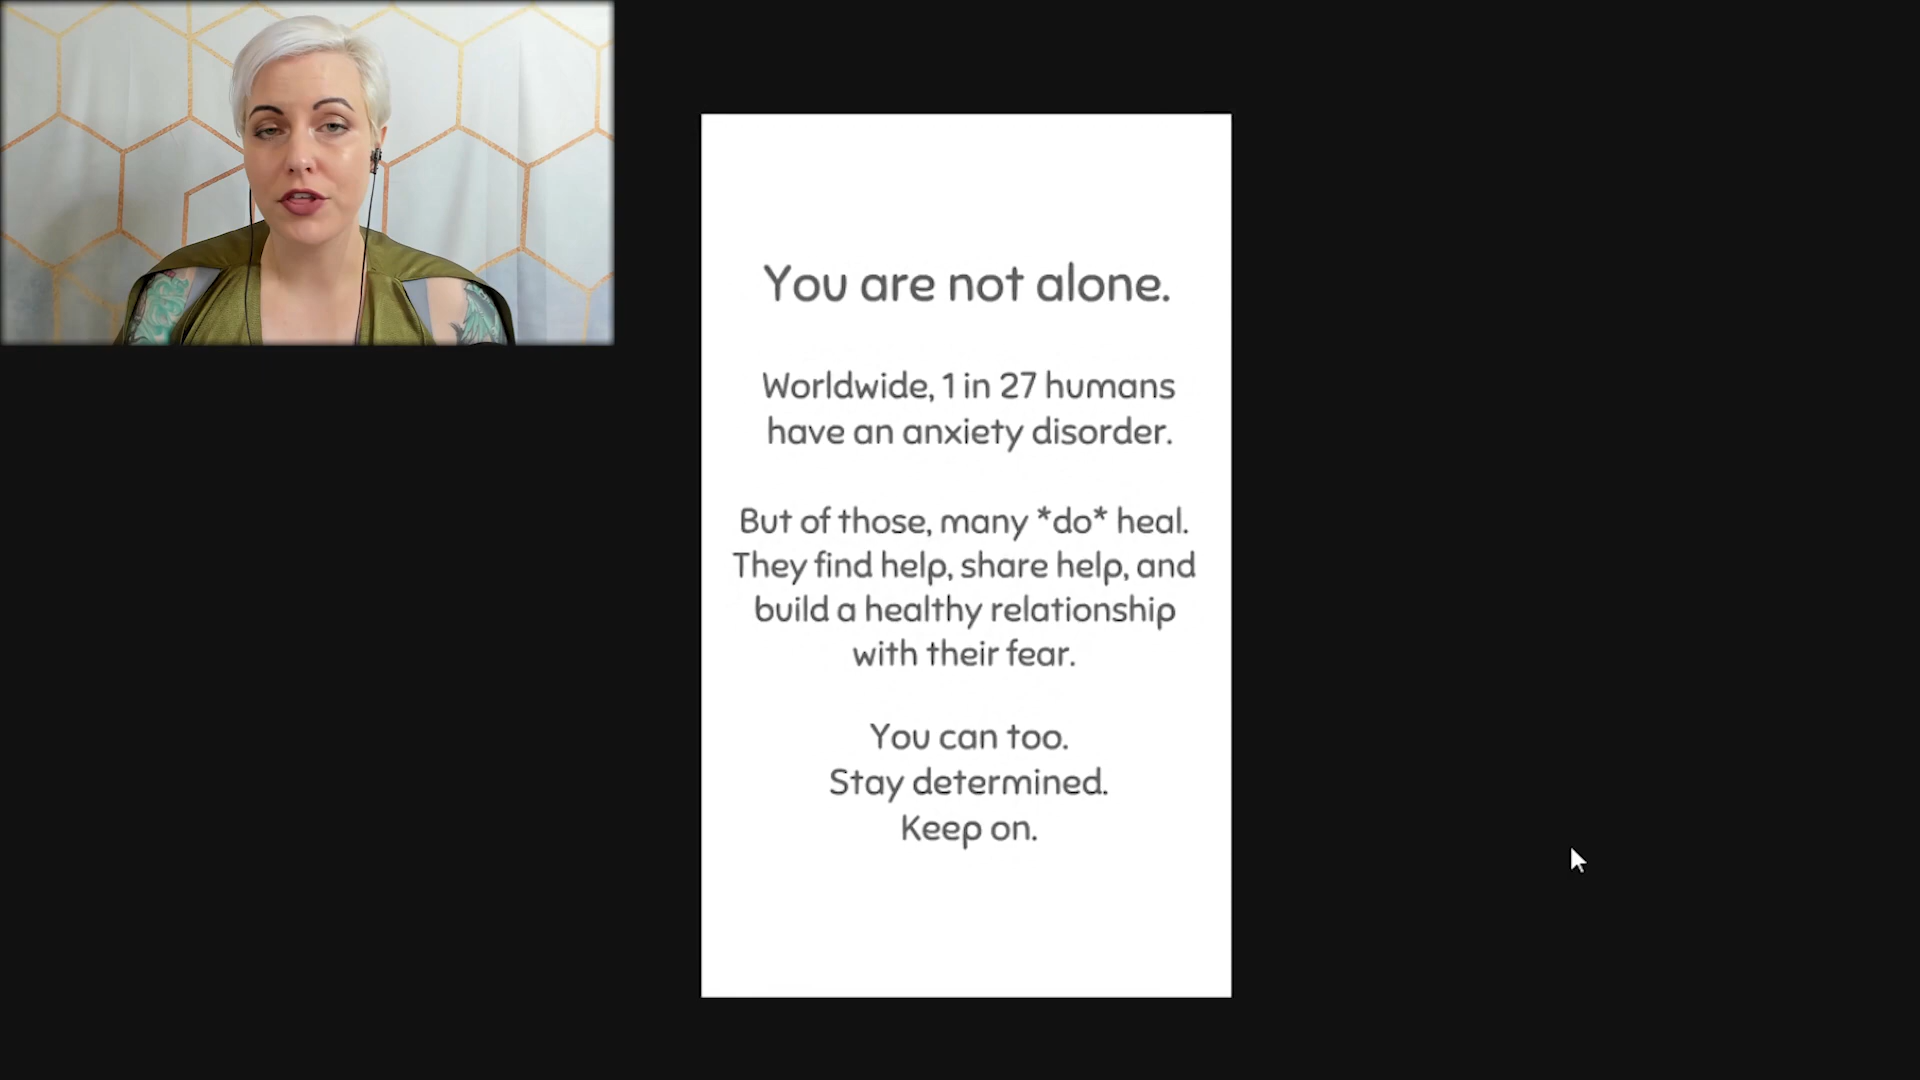 You are not alone.
Worldwide, 1 in 27 humans
have an anxiety disorder.
But of those, many *do* heal.
They find help, share help, and
build a healthy relationship
with their fear.
You can too.
Stay determined.
Keep on.